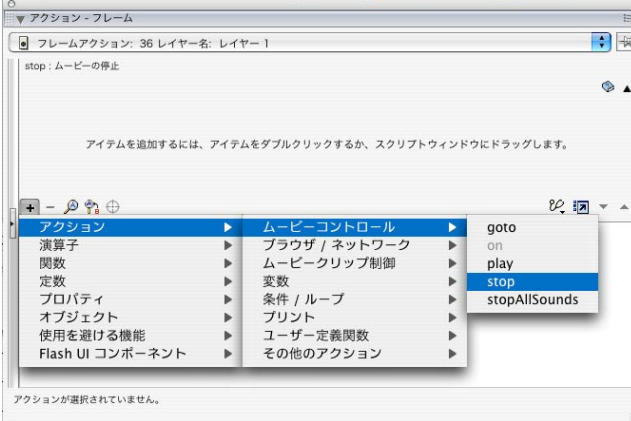 アクション - フレーム
フレームアクション: 36 レイヤー名: レイヤー 1
stop : ムービーの停止
アイテムを追加するには、アイテムをダブルクリックするか、スクリプトウィンドウにドラッグします。
アクション
演算子
関数
定数
プロパティ
オブジェクト
使用を避ける機能
Flash UI コンポーネント
ムービーコントロール
ブラウザ / ネットワーク
ムービークリップ制御
変数
条件 / ループ
プリント
ユーザー定義関数
その他のアクション
goto
on
play
stop
stopAllSounds
アクションが選択されていません。